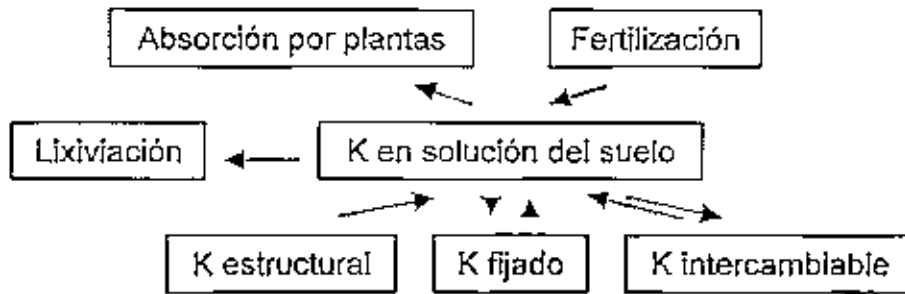 Absorción por plantas
Fertilización
Lixiviación
K en solución del suelo
K estructural
K fijado
K intercambiable